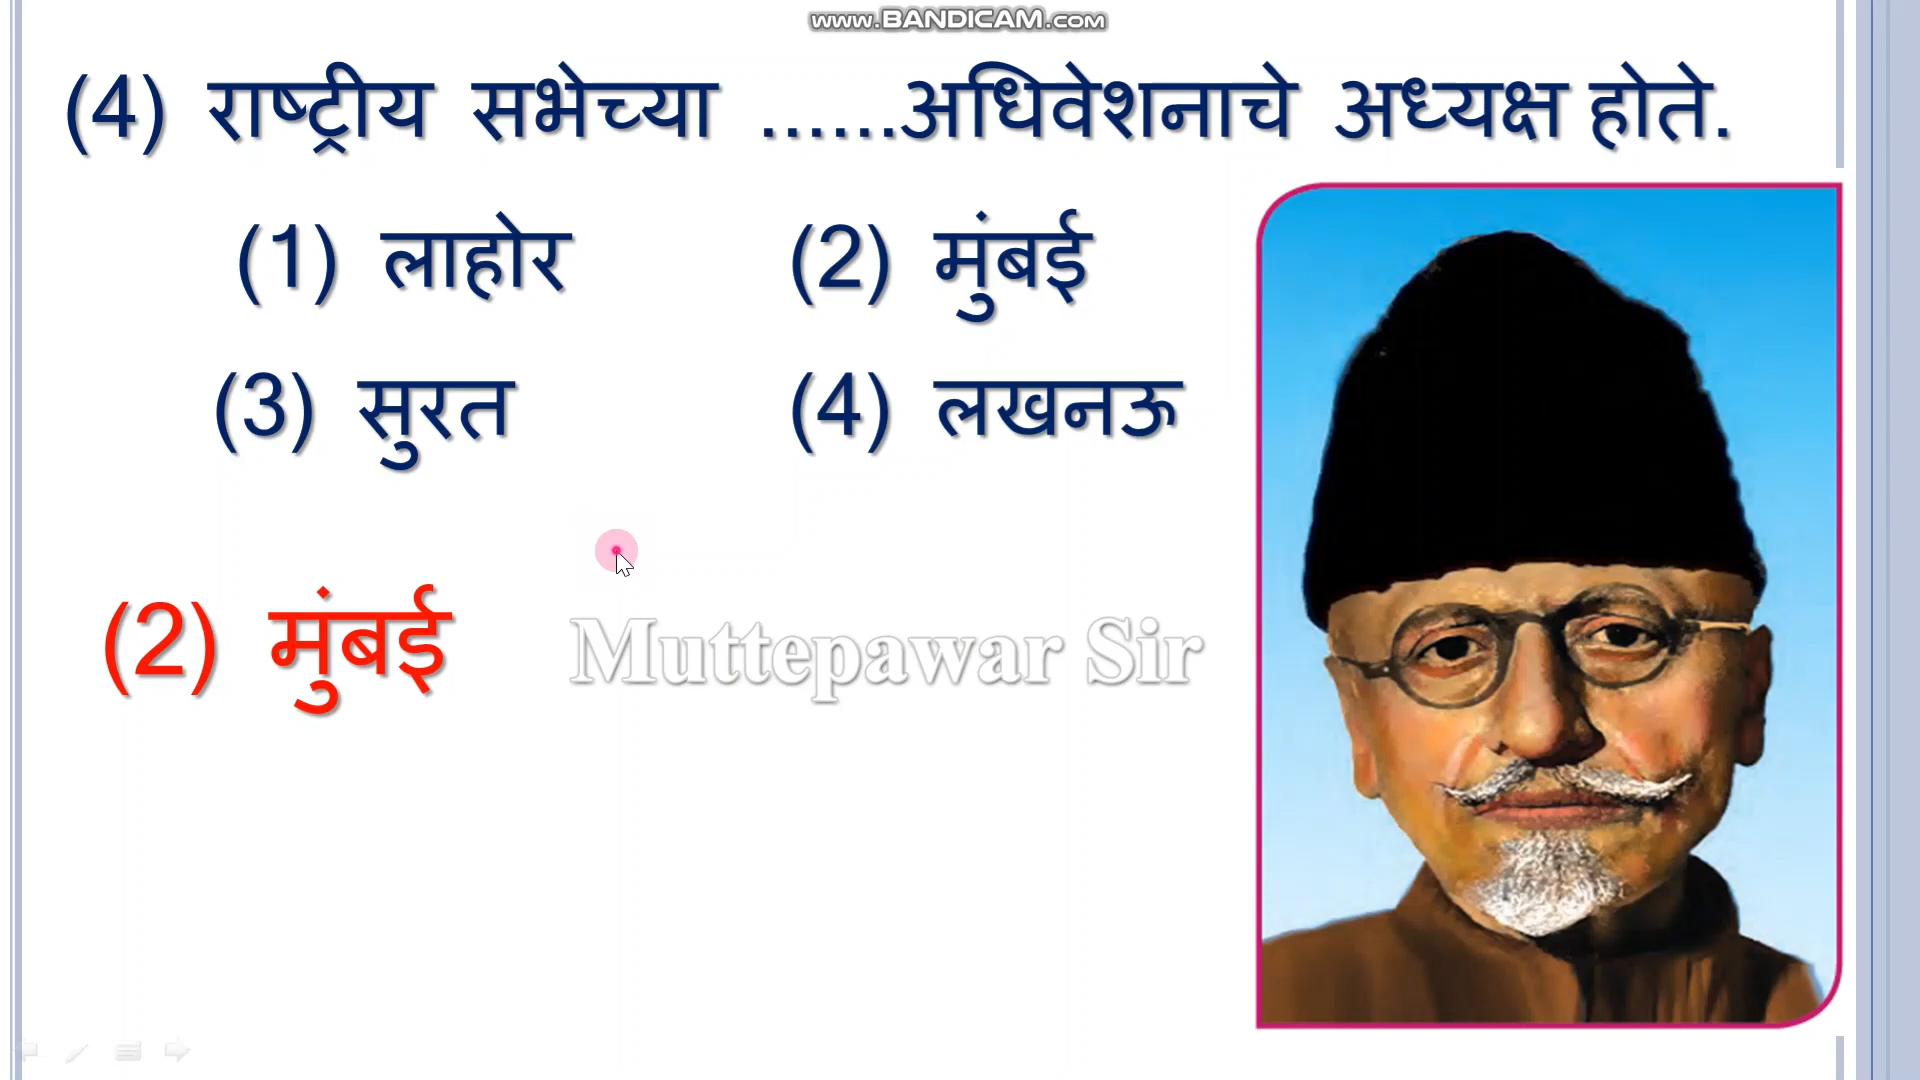 www.BANDICAM.com
(4) राष्ट्रीय सभेच्या ......अधिवेशनाचे अध्यक्ष होते.
(1) लाहोर (2) मुंबई
(3) सुरत (4) लखनऊ
(2) मुंबई
Muttepawar Sir